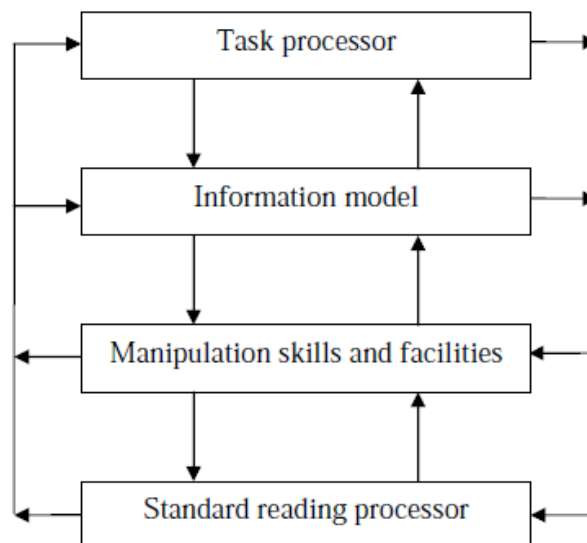 Task processor
Information model
Manipulation skills and facilities
Standard reading processor